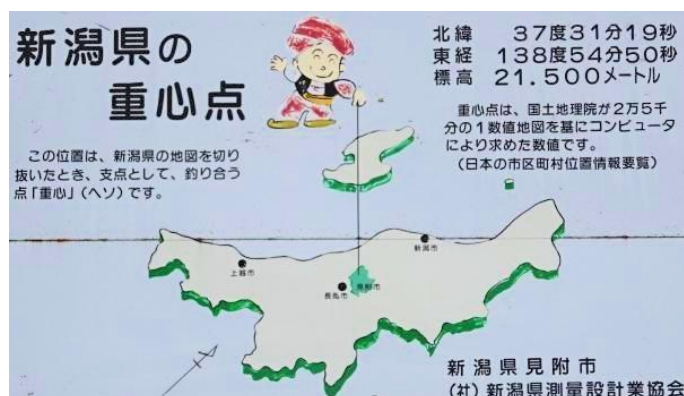 新潟県の
重心点
この位置は、新潟県の地図を切り
抜いたとき、支点として、釣り合う
点「重心」（ヘソ）です。
北緯 37度31分19秒
東経 138度54分50秒
標高 21.500メートル
重心点は、国土地理院が2万5千
分の1数値地図を基にコンピュータ
により求めた数値です。
（日本の市区町村位置情報要覧）
新潟市
上越市
長岡市
見附市
新潟県見附市
（社）新潟県測量設計業協会